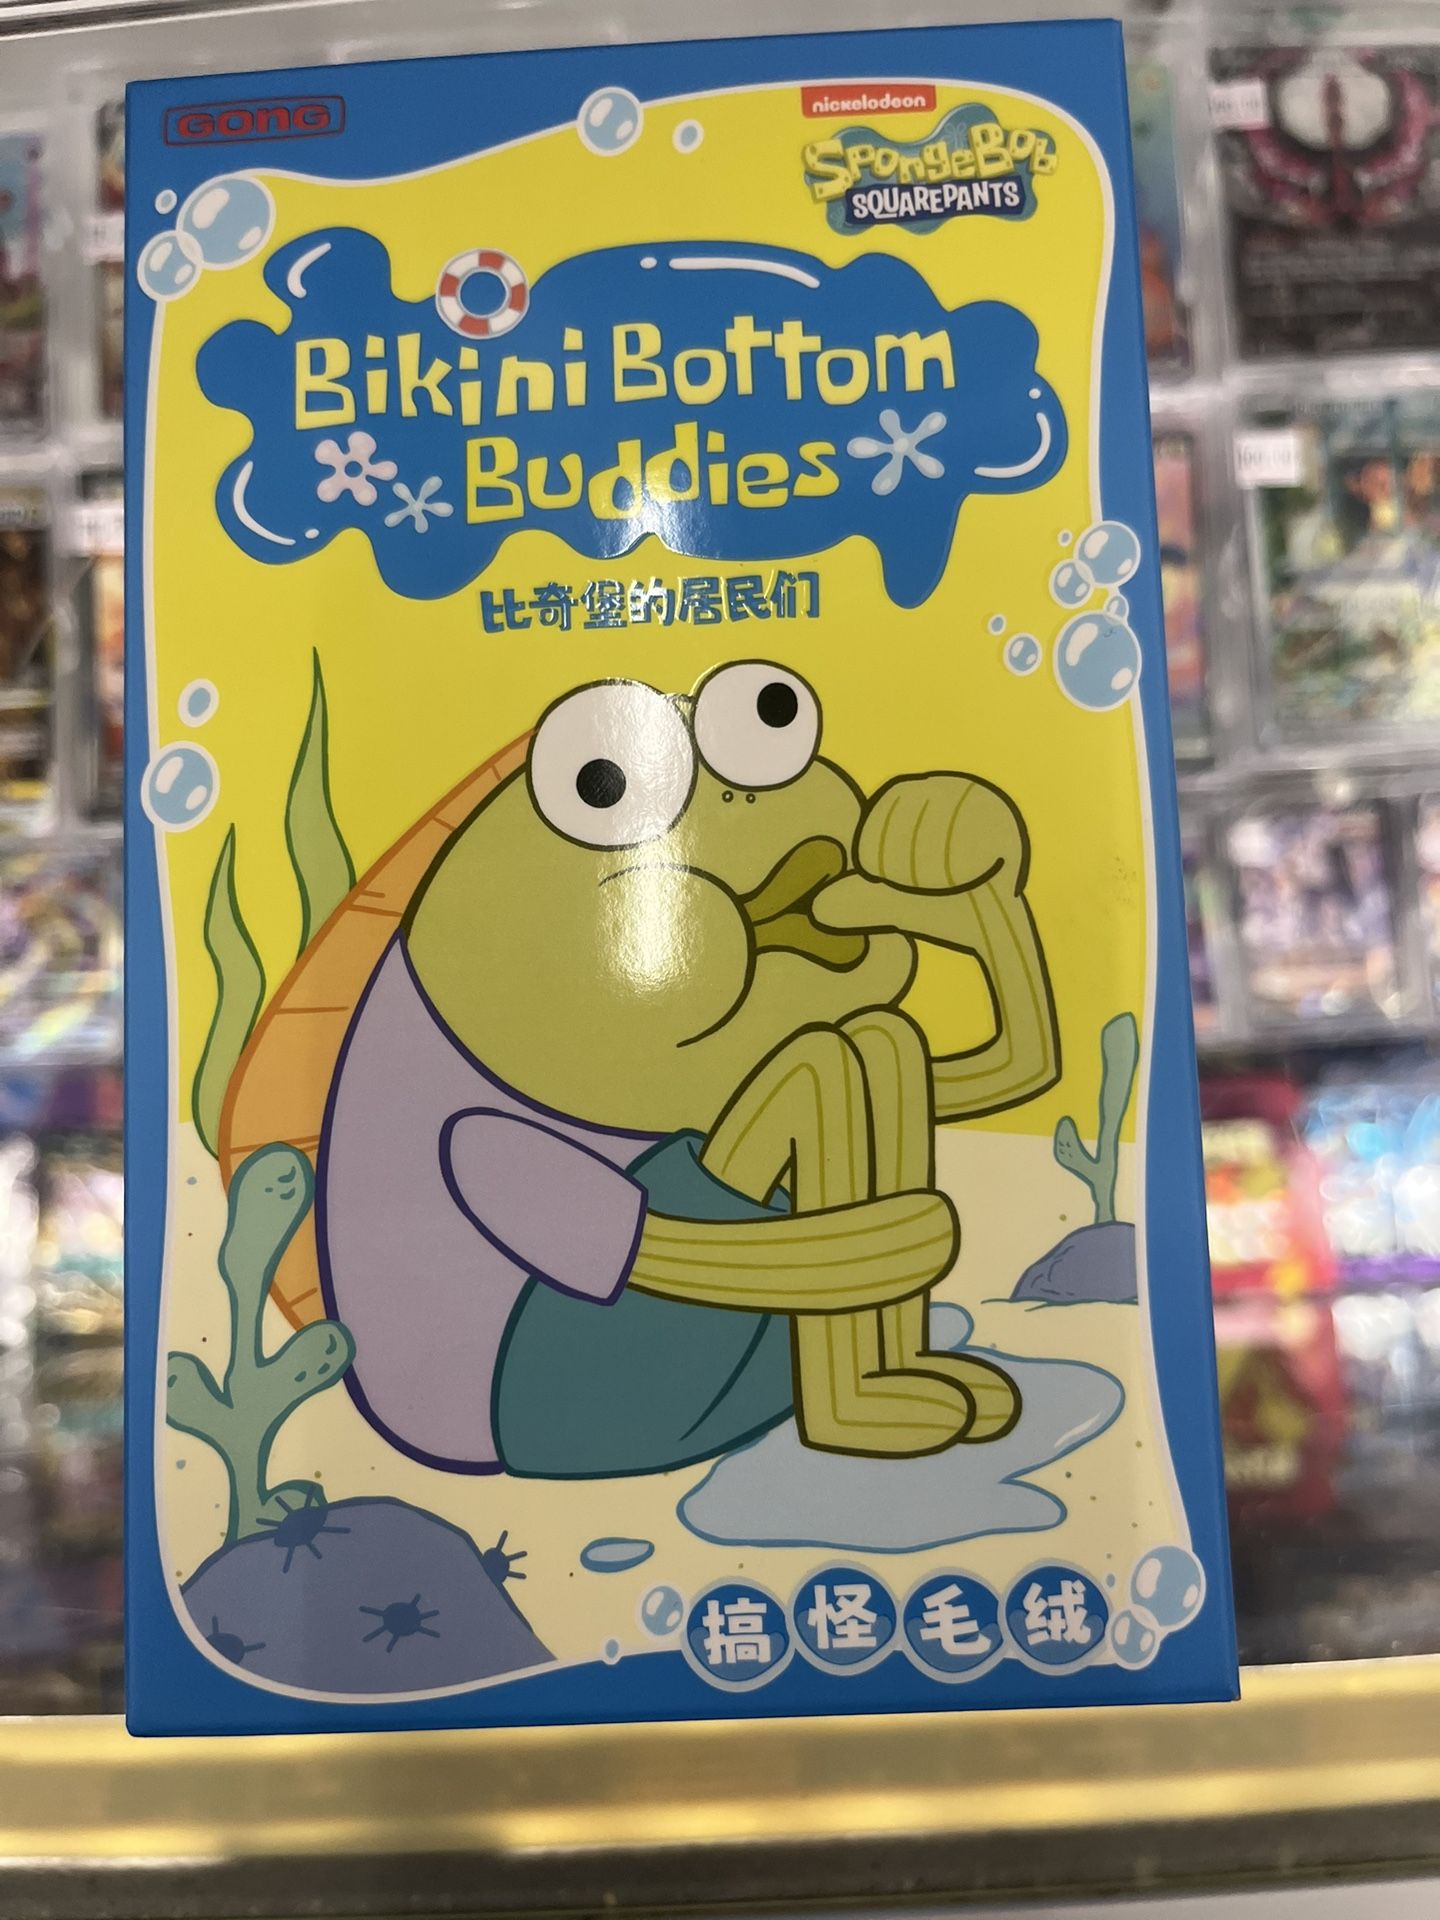 GONG
nickelodeon
SpongeBob
SQUAREPANTS
Bikini Bottom
Buddies
比奇堡的居民们
搞怪毛绒